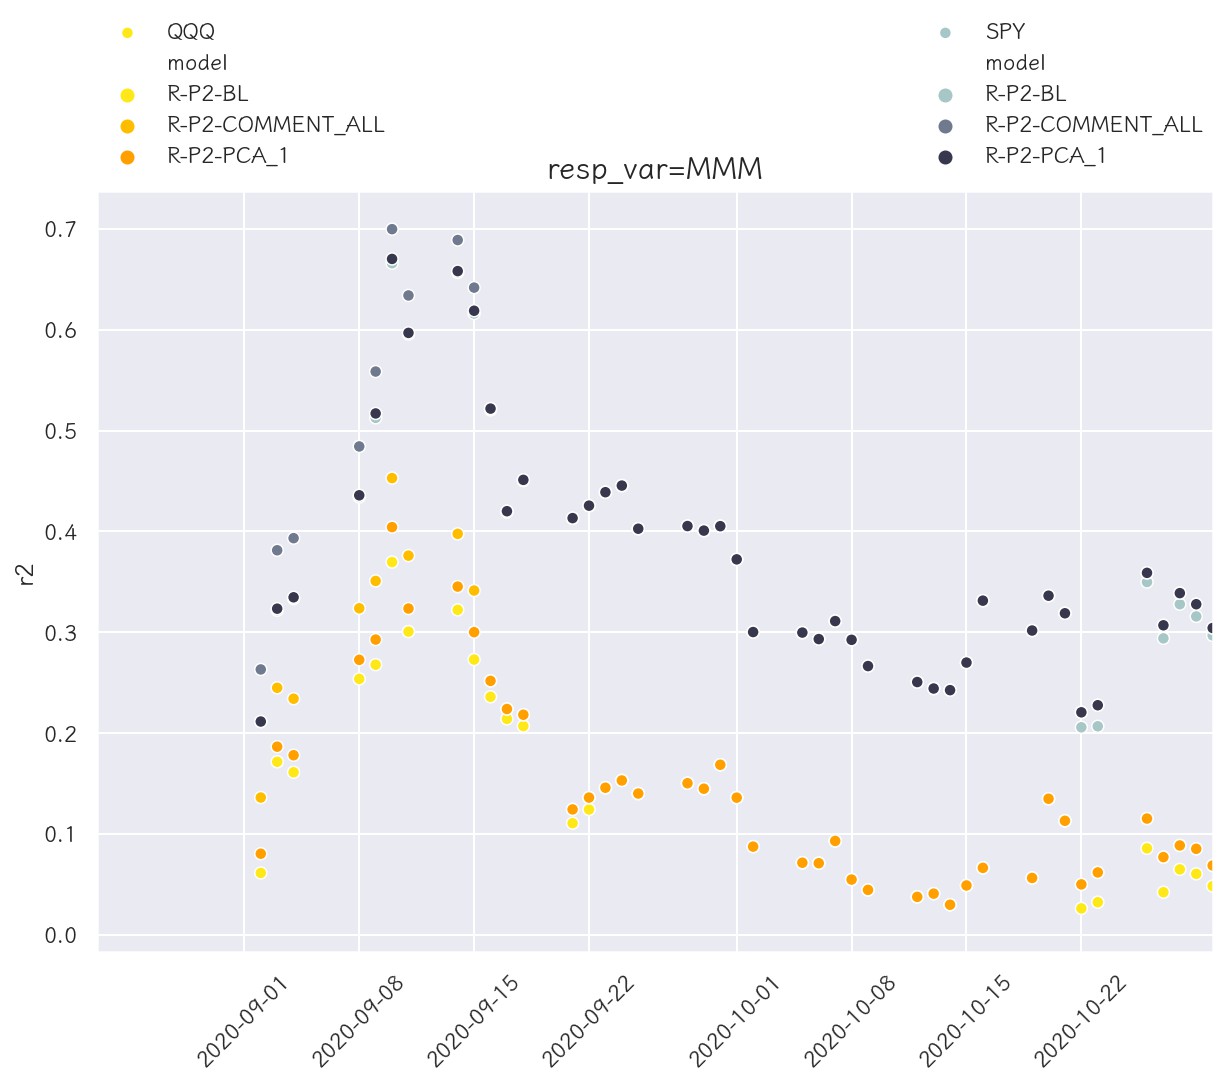 QQQ
model
R-P2-BL
R-P2-COMMENT_ALL
R-P2-PCA_1
SPY
model
R-P2-BL
R-P2-COMMENT_ALL
R-P2-PCA_1
resp_var=MMM
0.7
0.6
0.5
0.4
0.3
0.2
0.1
0.0
r2
2020-09-01
2020-09-08
2020-09-15
2020-09-22
2020-10-01
2020-10-08
2020-10-15
2020-10-22